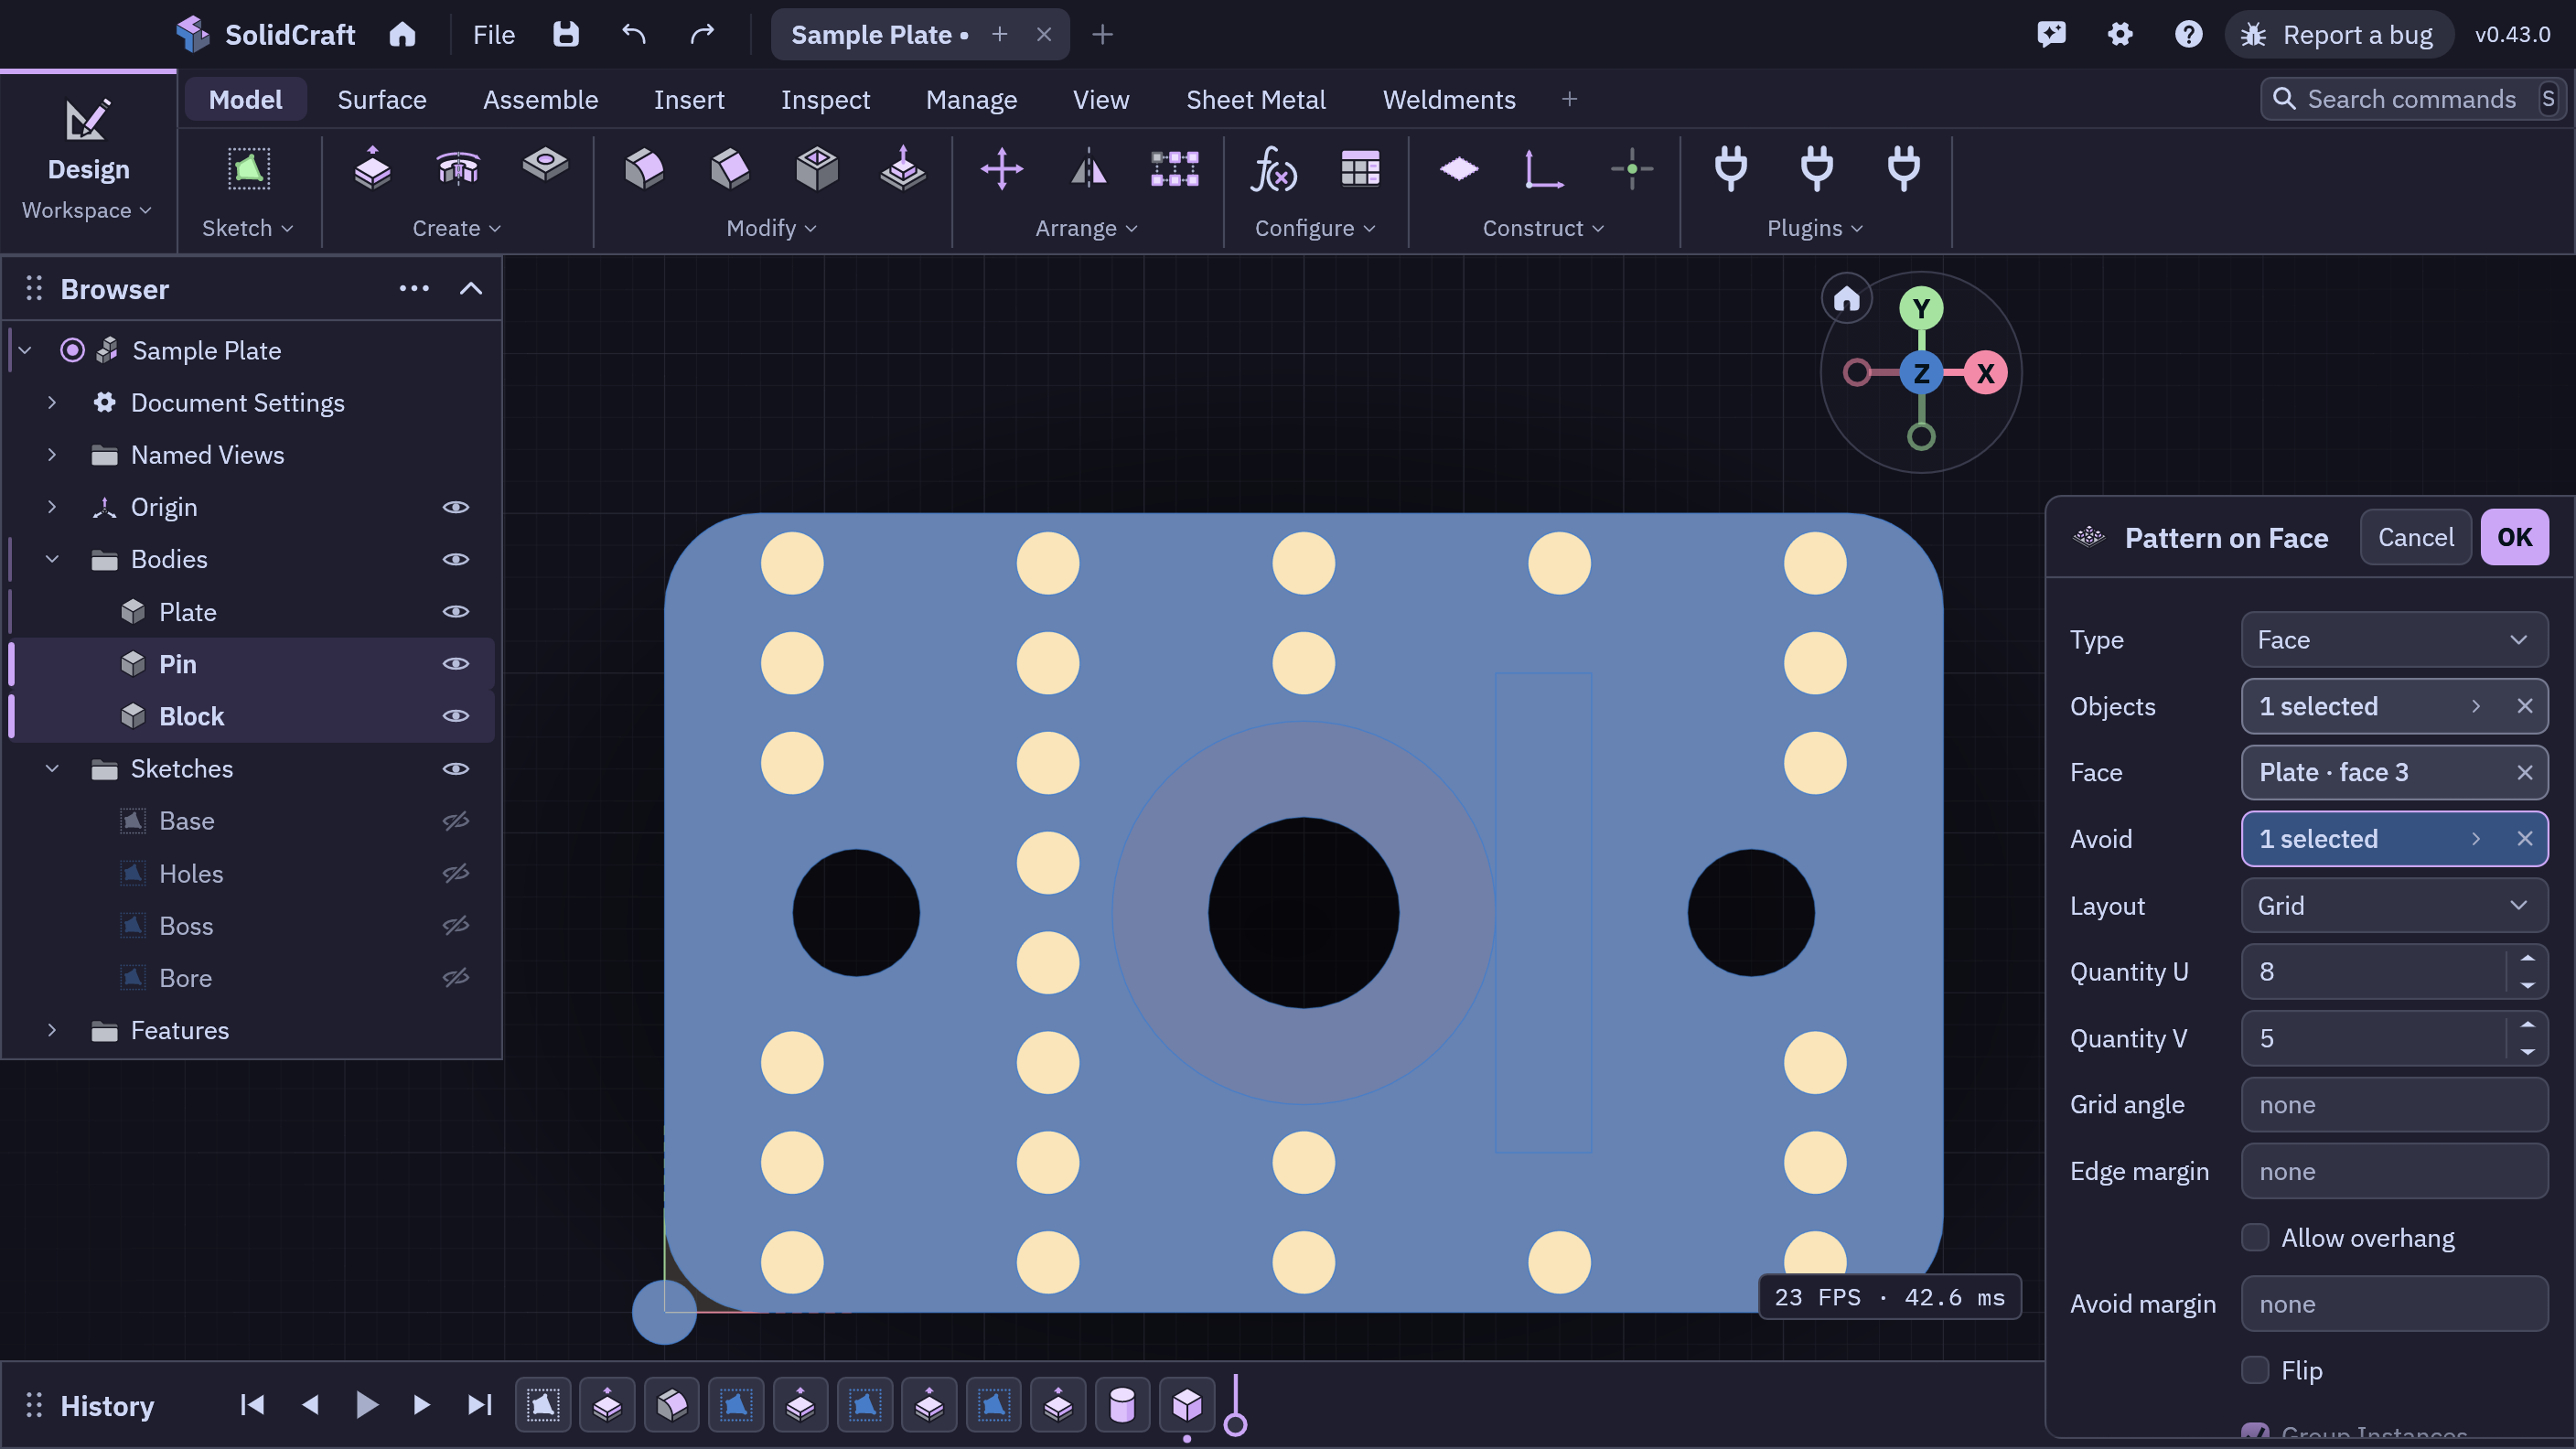 SolidCraft File Sample Plate • Report a bug v0.43.0
Model Surface Assemble Insert Inspect Manage View Sheet Metal Weldments Search commands S
Design
Workspace
Sketch Create Modify Arrange Configure Construct Plugins
Browser
Sample Plate
Document Settings
Named Views
Origin
Bodies
Plate
Pin
Block
Sketches
Base
Holes
Boss
Bore
Features
Y
Z X
Pattern on Face Cancel OK
Type Face
Objects 1 selected
Face Plate · face 3
Avoid 1 selected
Layout Grid
Quantity U 8
Quantity V 5
Grid angle none
Edge margin none
Allow overhang
Avoid margin none
Flip
Group Instances
23 FPS · 42.6 ms
History